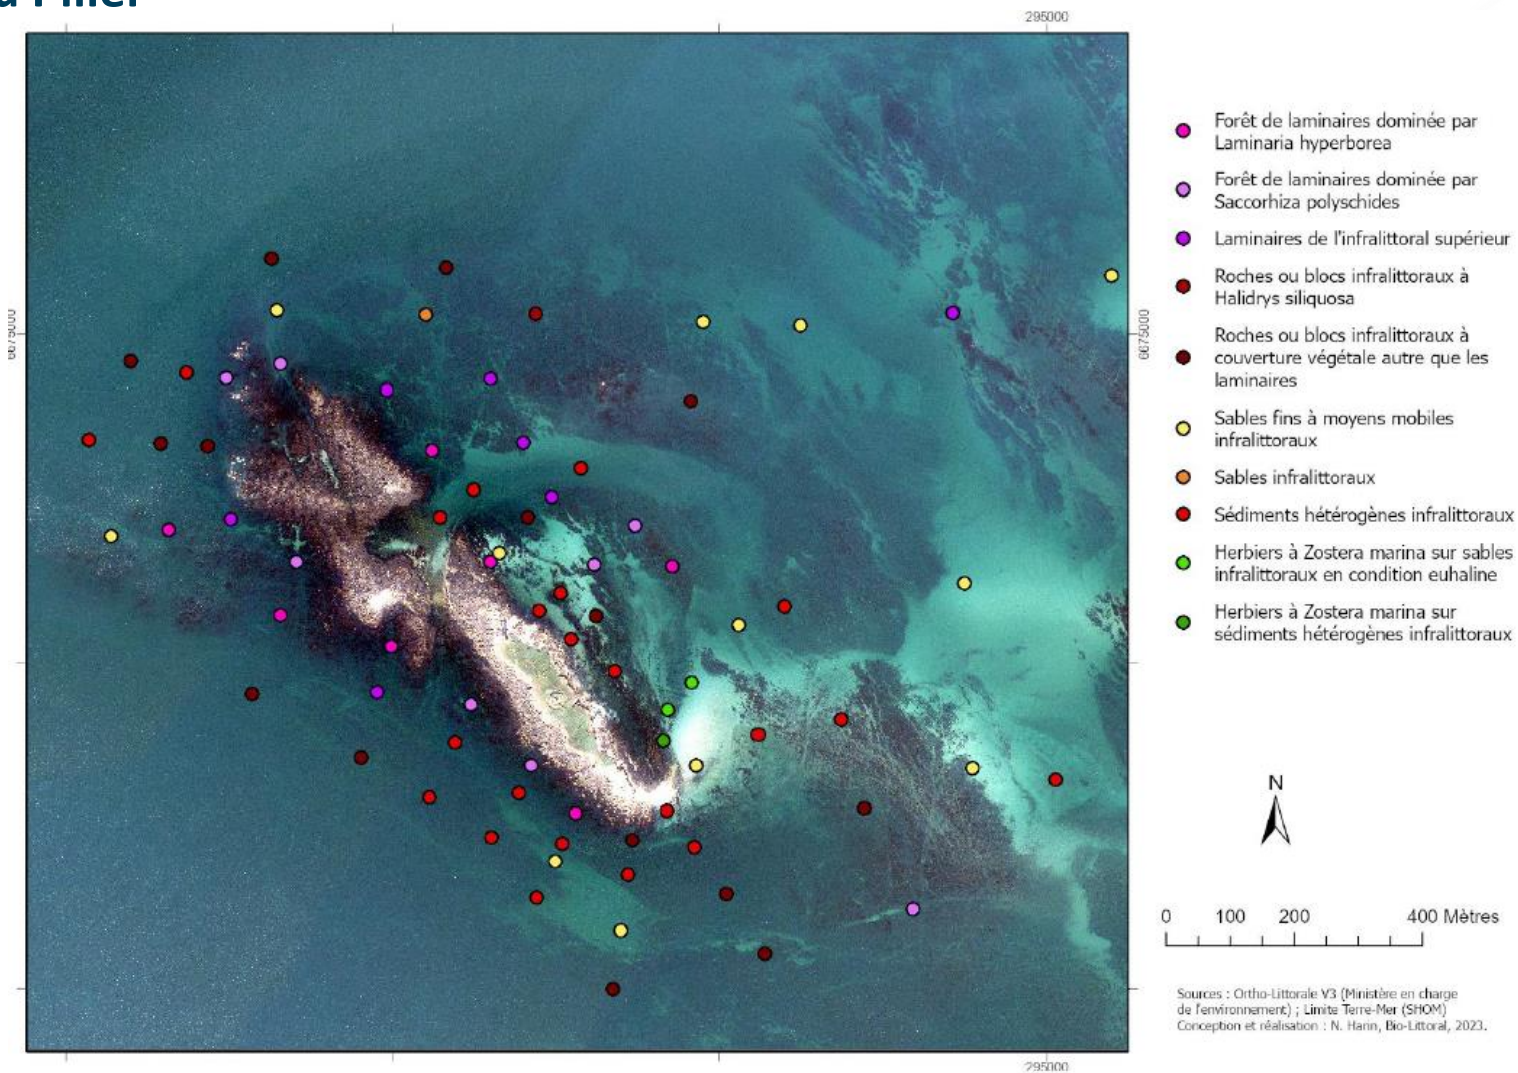 295000
6675000
6675000
Forêt de laminaires dominée par
Laminaria hyperborea
Forêt de laminaires dominée par
Saccorhiza polyschides
Laminaires de l'infralittoral supérieur
Roches ou blocs infralittoraux à
Halidrys siliquosa
Roches ou blocs infralittoraux à
couverture végétale autre que les
laminaires
Sables fins à moyens mobiles
infralittoraux
Sables infralittoraux
Sédiments hétérogènes infralittoraux
Herbiers à Zostera marina sur sables
infralittoraux en condition euhaline
Herbiers à Zostera marina sur
sédiments hétérogènes infralittoraux
N
0 100 200 400 Mètres
Sources : Ortho-Littorale V3 (Ministère en charge
de l'environnement) ; Limite Terre-Mer (SHOM)
Conception et réalisation : N. Harin, Bio-Littoral, 2023.
295000